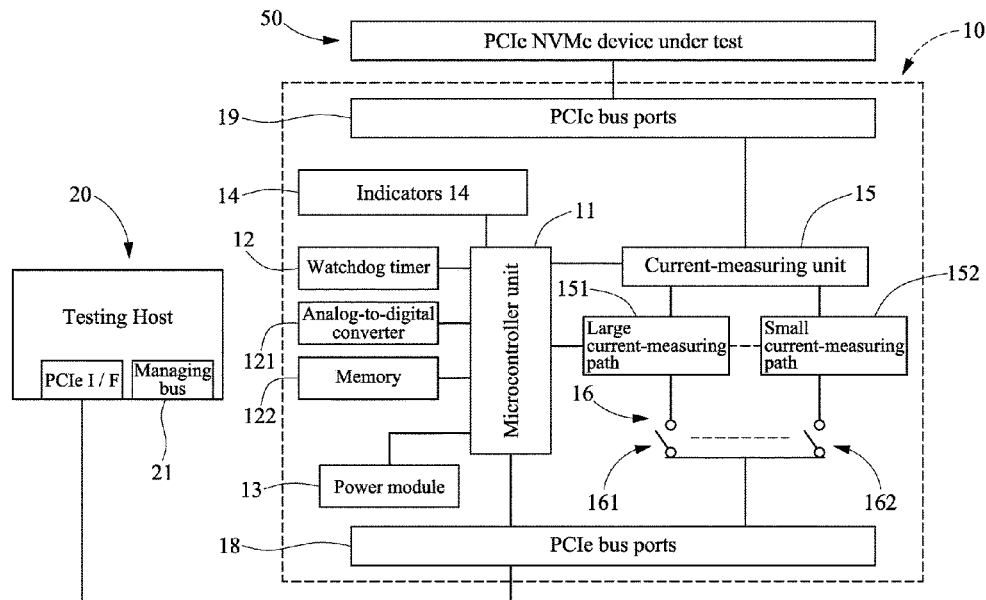 50
PCIe NVMe device under test
10
19
PCIe bus ports
14
Indicators 14
11
15
20
12
Watchdog timer
Current-measuring unit
152
151
Testing Host
Analog-to-digital
converter
121
Microcontroller unit
Large
current-measuring
path
Small
current-measuring
path
PCIe I / F
Managing
bus
Memory
122
16
21
13
Power module
161
162
18
PCIe bus ports